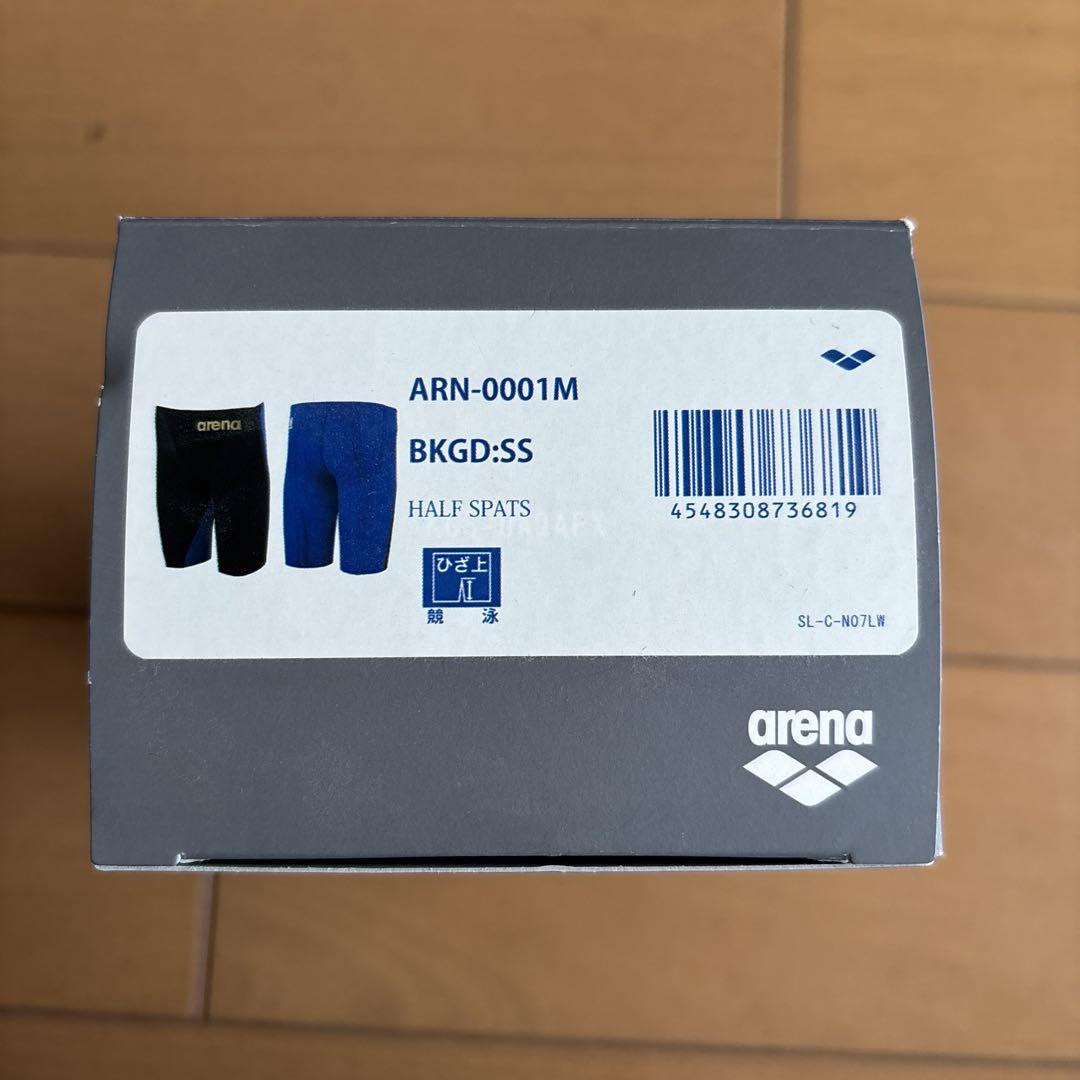 arena
ARN-0001M
BKGD:SS
HALF SPATS
ひざ上
競 泳
4548308736819
SL-C-N07LW
arena